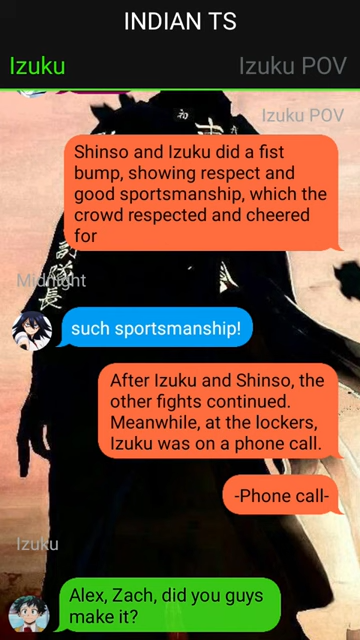 INDIAN TS
Izuku Izuku POV
Izuku POV
Shinso and Izuku did a fist
bump, showing respect and
good sportsmanship, which the
crowd respected and cheered
for
Midnight
such sportsmanship!
After Izuku and Shinso, the
other fights continued.
Meanwhile, at the lockers,
Izuku was on a phone call.
-Phone call-
Izuku
Alex, Zach, did you guys
make it?